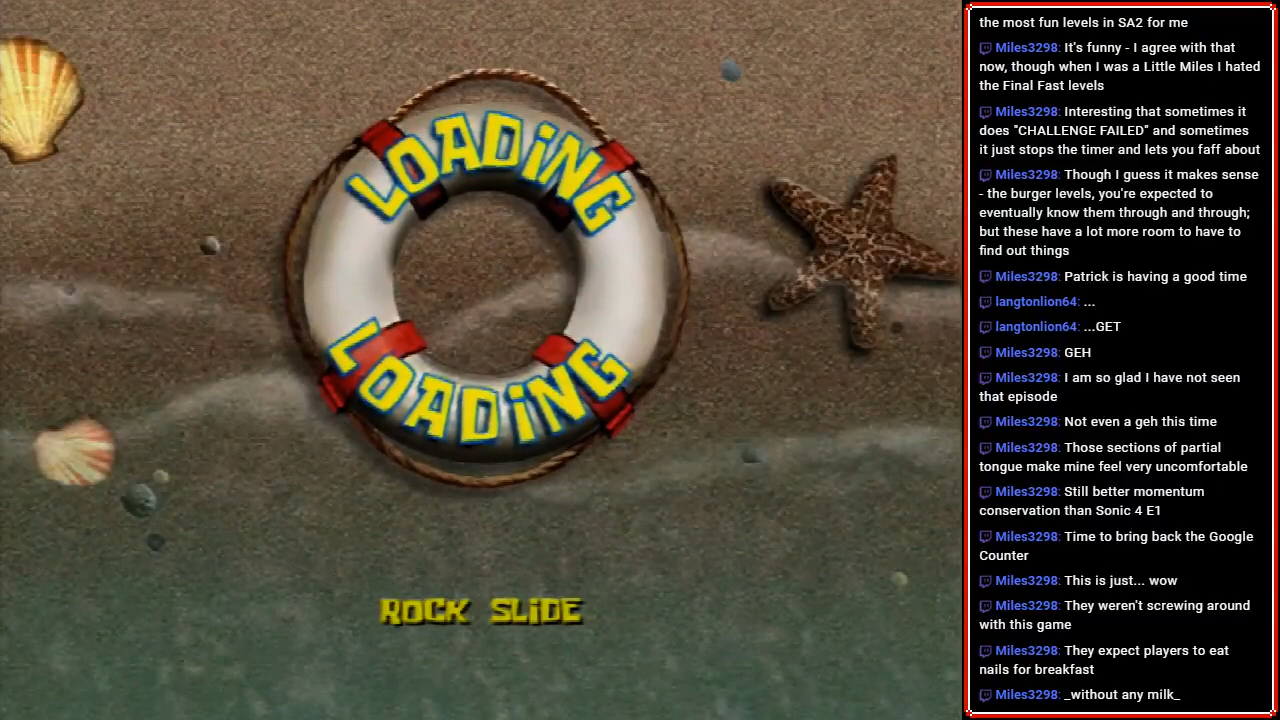 LOADING
LOADING
ROCK SLIDE
the most fun levels in SA2 for me
Miles3298: It's funny - I agree with that
now, though when I was a Little Miles I hated
the Final Fast levels
Miles3298: Interesting that sometimes it
does "CHALLENGE FAILED" and sometimes
it just stops the timer and lets you faff about
Miles3298: Though I guess it makes sense
- the burger levels, you're expected to
eventually know them through and through;
but these have a lot more room to have to
find out things
Miles3298: Patrick is having a good time
langtonlion64: ...
langtonlion64: ...GET
Miles3298: GEH
Miles3298: I am so glad I have not seen
that episode
Miles3298: Not even a geh this time
Miles3298: Those sections of partial
tongue make mine feel very uncomfortable
Miles3298: Still better momentum
conservation than Sonic 4 E1
Miles3298: Time to bring back the Google
Counter
Miles3298: This is just... wow
Miles3298: They weren't screwing around
with this game
Miles3298: They expect players to eat
nails for breakfast
Miles3298: _without any milk_